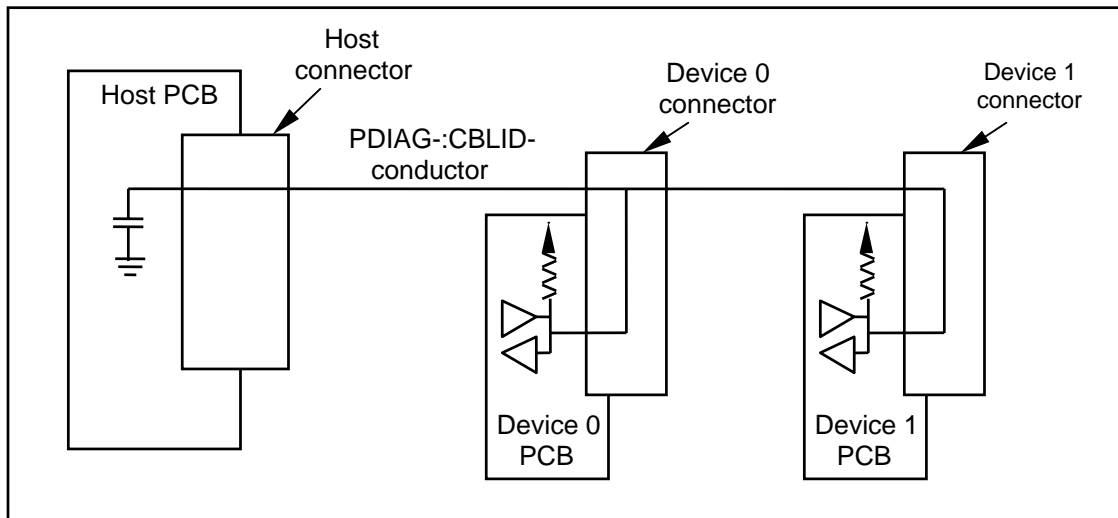 Host
connector
Host PCB
Device 0
connector
Device 1
connector
PDIAG-:CBLID-
conductor
Device 0
PCB
Device 1
PCB